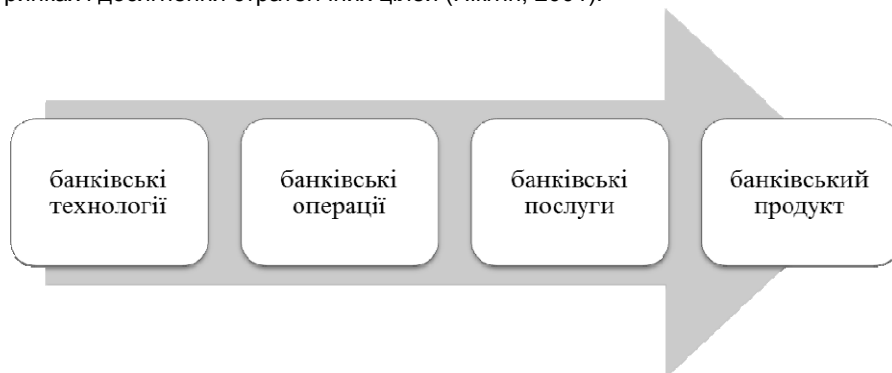 банківські
технології
банківські
операції
банківські
послуги
банківський
продукт